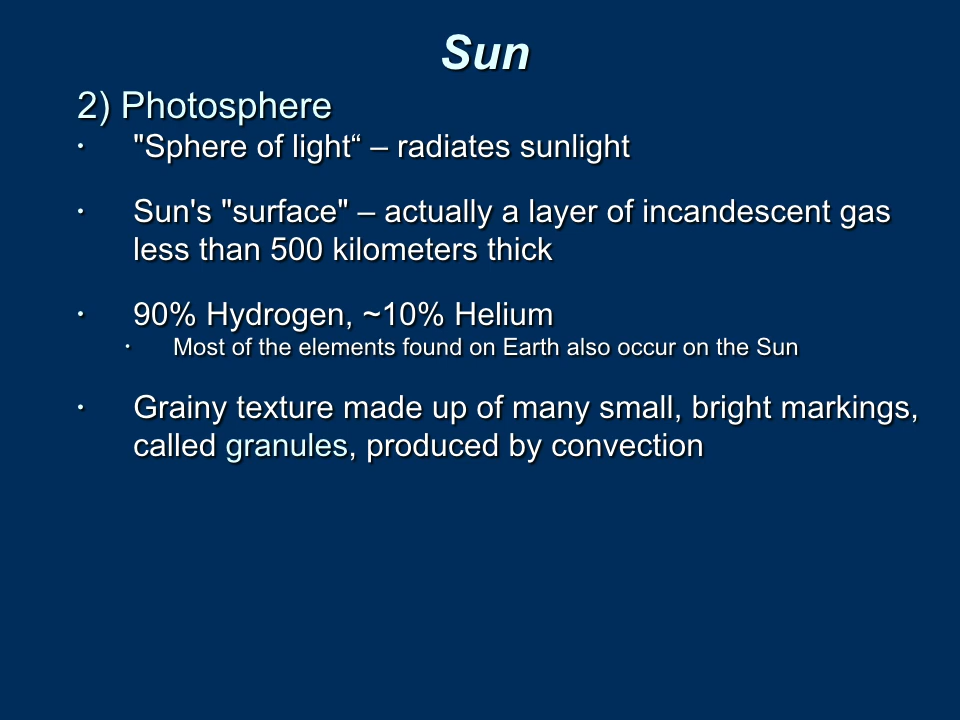 Sun
2) Photosphere
· "Sphere of light“ – radiates sunlight
· Sun's "surface" – actually a layer of incandescent gas
less than 500 kilometers thick
· 90% Hydrogen, ~10% Helium
· Most of the elements found on Earth also occur on the Sun
· Grainy texture made up of many small, bright markings,
called granules, produced by convection